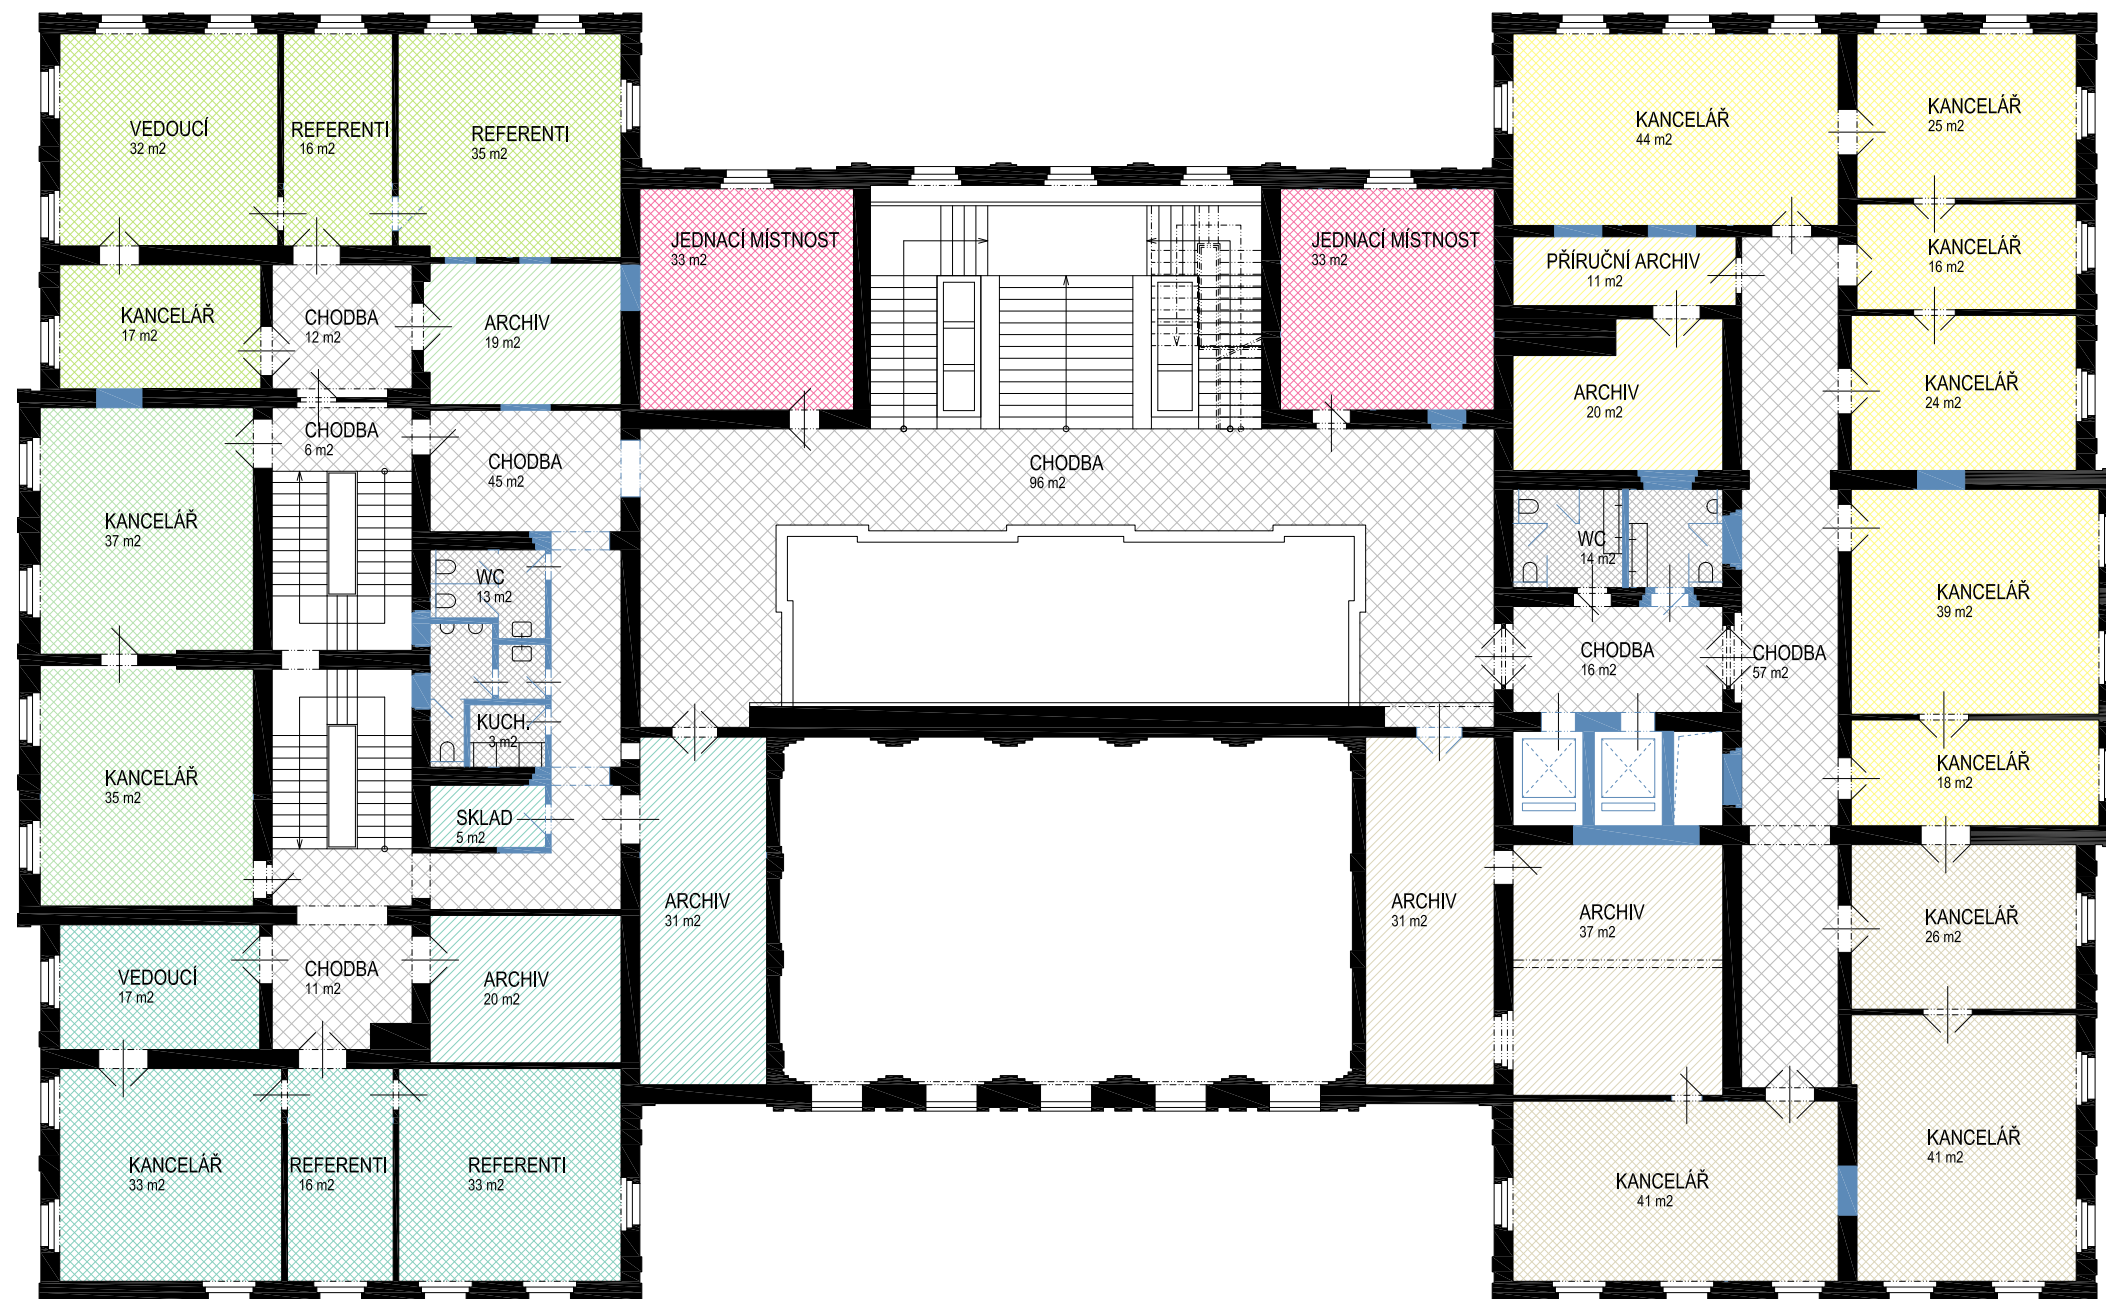 VEDOUCÍ
32 m2
REFERENTI
16 m2
REFERENTI
35 m2
KANCELÁŘ
44 m2
KANCELÁŘ
25 m2
JEDNACÍ MÍSTNOST
33 m2
JEDNACÍ MÍSTNOST
33 m2
PŘÍRUČNÍ ARCHIV
11 m2
KANCELÁŘ
16 m2
KANCELÁŘ
17 m2
CHODBA
12 m2
ARCHIV
19 m2
ARCHIV
20 m2
KANCELÁŘ
24 m2
CHODBA
6 m2
CHODBA
45 m2
CHODBA
96 m2
KANCELÁŘ
37 m2
WC
13 m2
WC
14 m2
KANCELÁŘ
39 m2
CHODBA
16 m2
CHODBA
57 m2
KUCH.
3 m2
KANCELÁŘ
35 m2
KANCELÁŘ
18 m2
SKLAD
5 m2
ARCHIV
31 m2
ARCHIV
31 m2
ARCHIV
37 m2
KANCELÁŘ
26 m2
VEDOUCÍ
17 m2
CHODBA
11 m2
ARCHIV
20 m2
KANCELÁŘ
33 m2
REFERENTI
16 m2
REFERENTI
33 m2
KANCELÁŘ
41 m2
KANCELÁŘ
41 m2